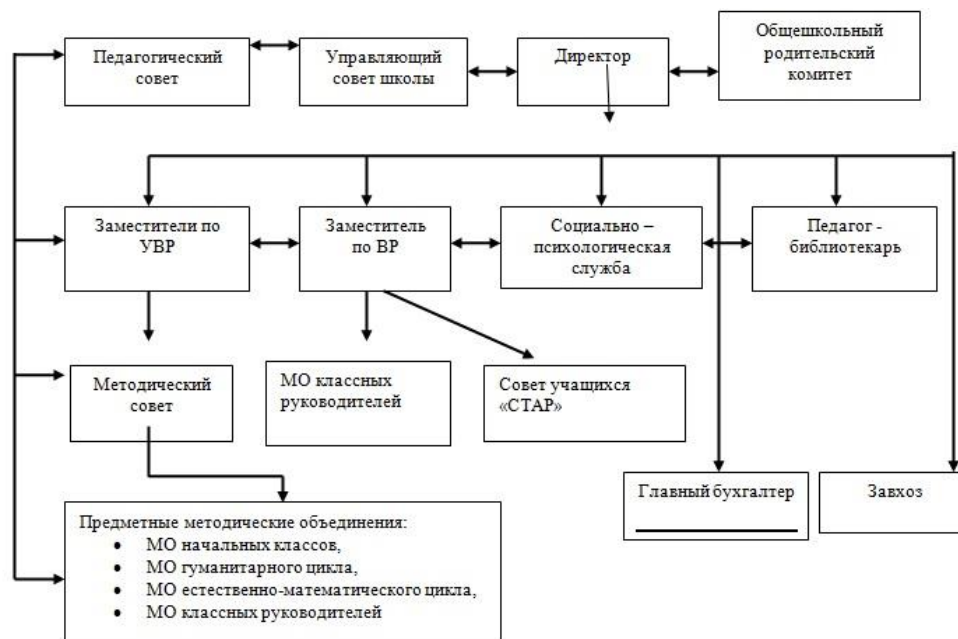 Педагогический
совет
Управляющий
совет школы
Директор
Общешкольный
родительский
комитет
Заместители по
УВР
Заместитель
по ВР
Социально –
психологическая
служба
Педагог -
библиотекарь
Методический
совет
МО классных
руководителей
Совет учащихся
«СТАР»
Главный бухгалтер
Завхоз
Предметные методические объединения:
• МО начальных классов,
• МО гуманитарного цикла,
• МО естественно-математического цикла,
• МО классных руководителей